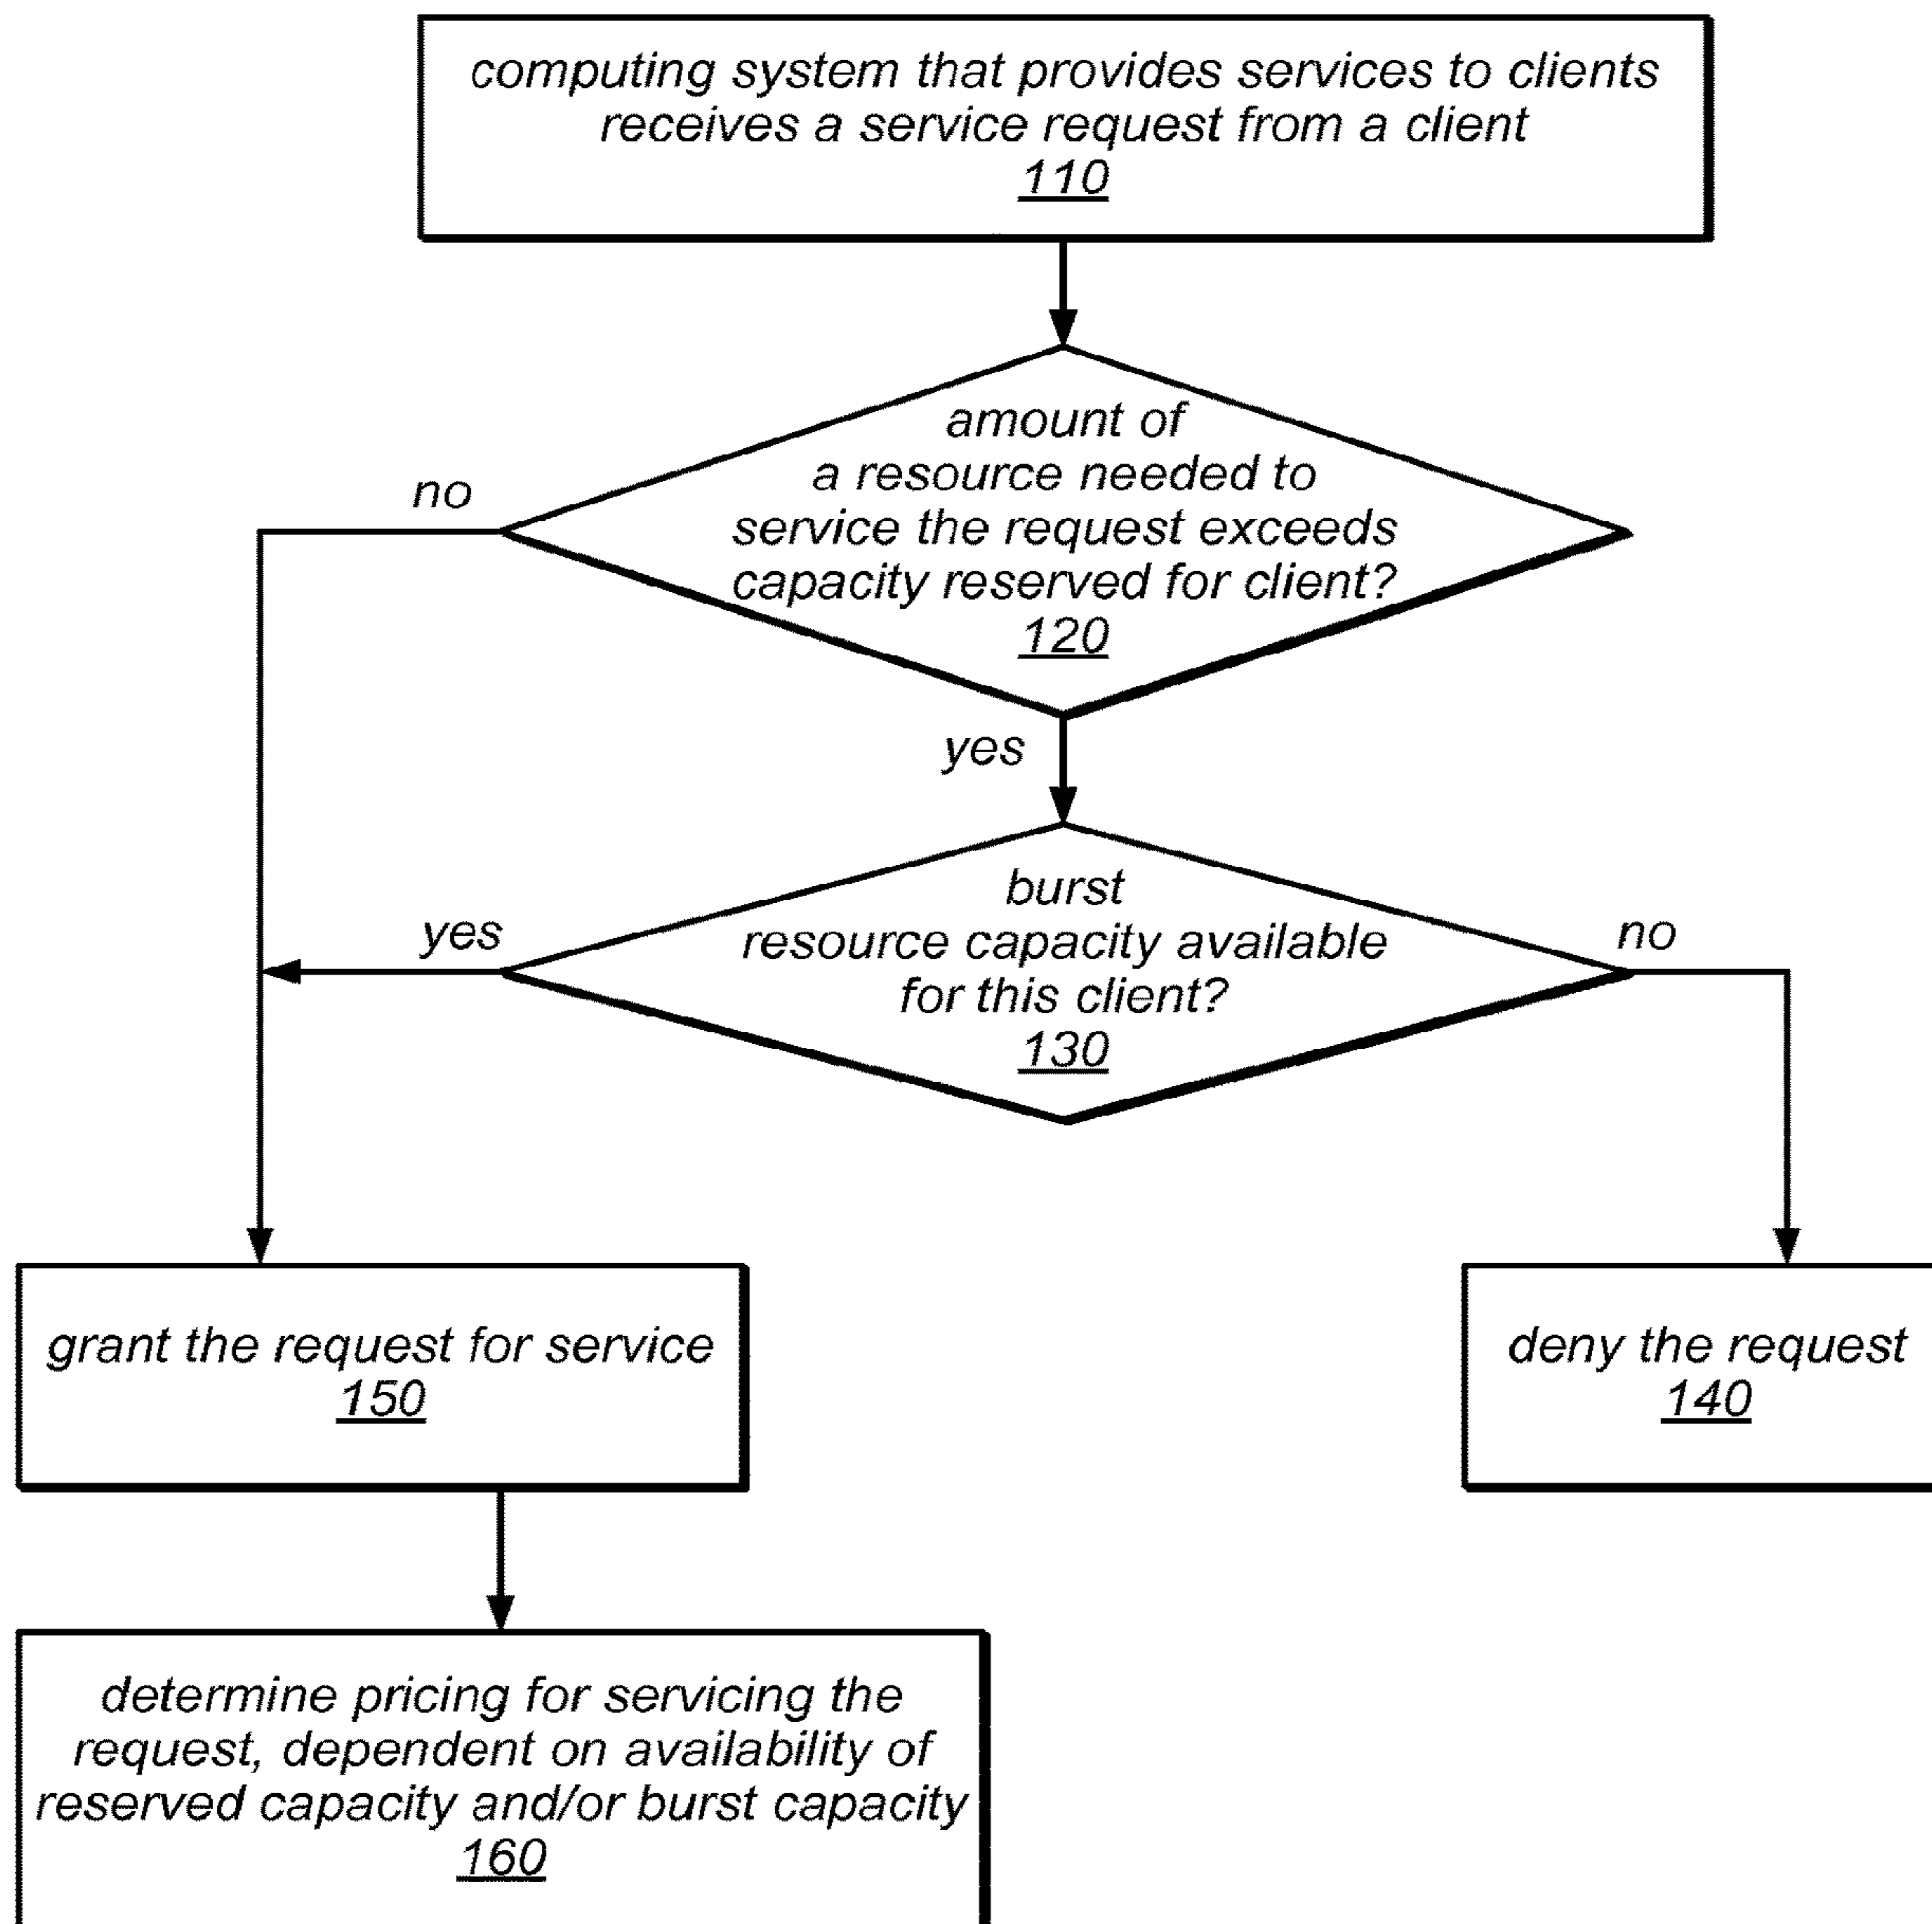 computing system that provides services to clients
receives a service request from a client
110
amount of
a resource needed to
service the request exceeds
capacity reserved for client?
120
no
yes
burst
resource capacity available
for this client?
130
yes
no
grant the request for service
150
deny the request
140
determine pricing for servicing the
request, dependent on availability of
reserved capacity and/or burst capacity
160